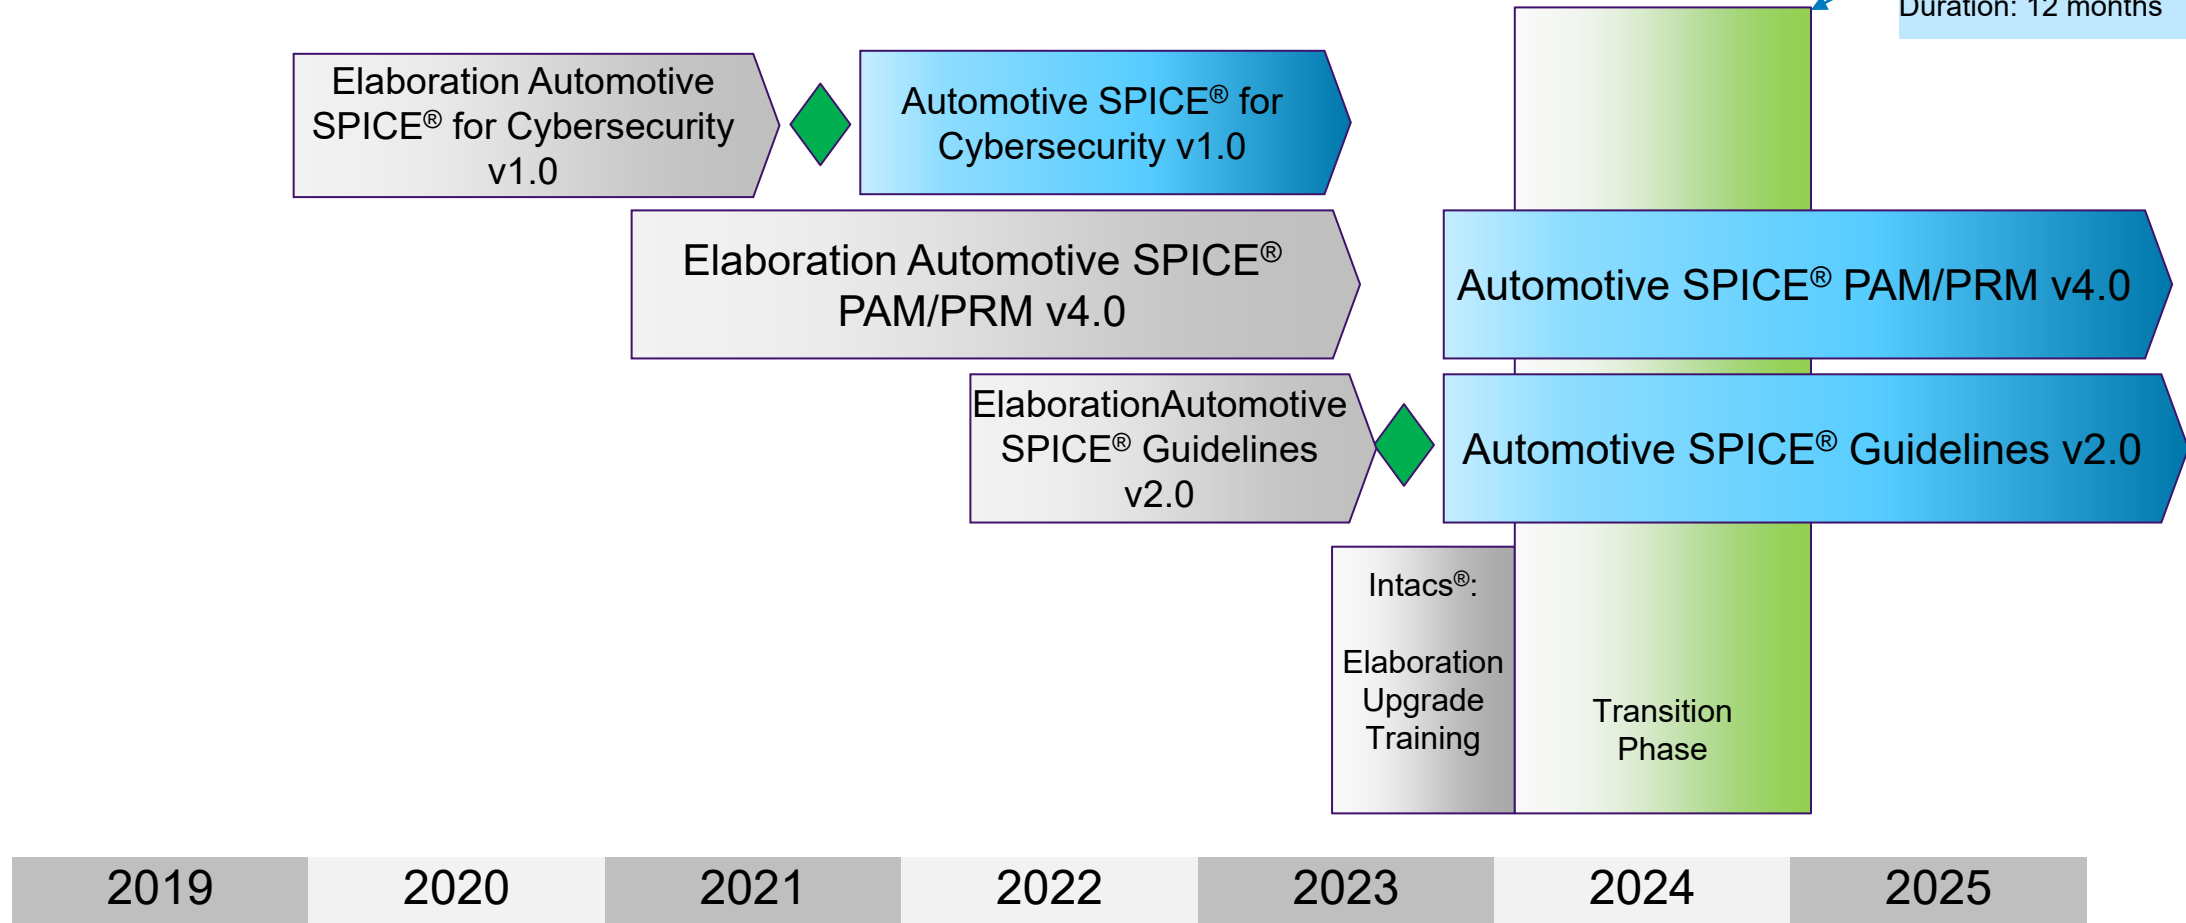 Duration: 12 months
Elaboration Automotive
SPICE® for Cybersecurity
v1.0
Automotive SPICE® for
Cybersecurity v1.0
Elaboration Automotive SPICE®
PAM/PRM v4.0
Automotive SPICE® PAM/PRM v4.0
ElaborationAutomotive
SPICE® Guidelines
v2.0
Automotive SPICE® Guidelines v2.0
Intacs®:
Elaboration
Upgrade
Training
Transition
Phase
2019
2020
2021
2022
2023
2024
2025